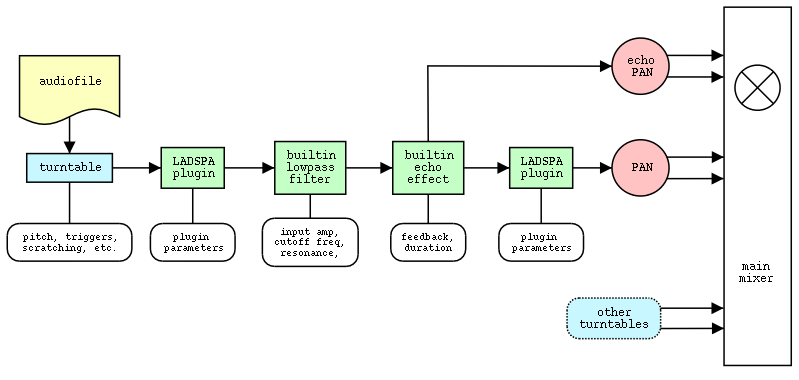 audiofile
turntable
pitch, triggers,
scratching, etc.
LADSPA
plugin
plugin
parameters
builtin
lowpass
filter
input amp,
cutoff freq,
resonance,
builtin
echo
effect
feedback,
duration
LADSPA
plugin
plugin
parameters
echo
PAN
PAN
other
turntables
main
mixer